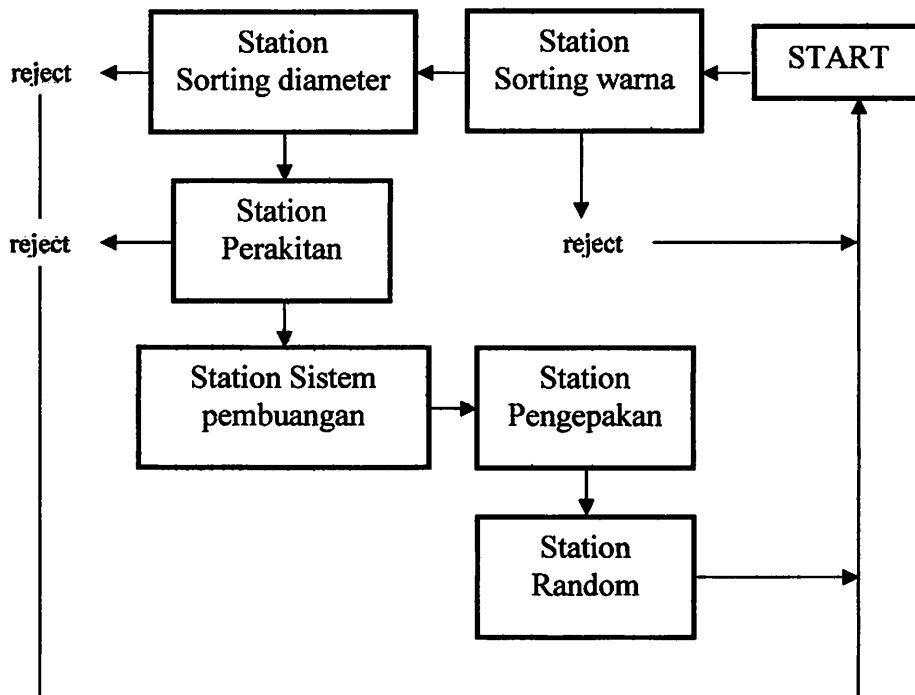 Station
Sorting diameter
Station
Sorting warna
START
reject
Station
Perakitan
reject
reject
Station Sistem
pembuangan
Station
Pengepakan
Station
Random